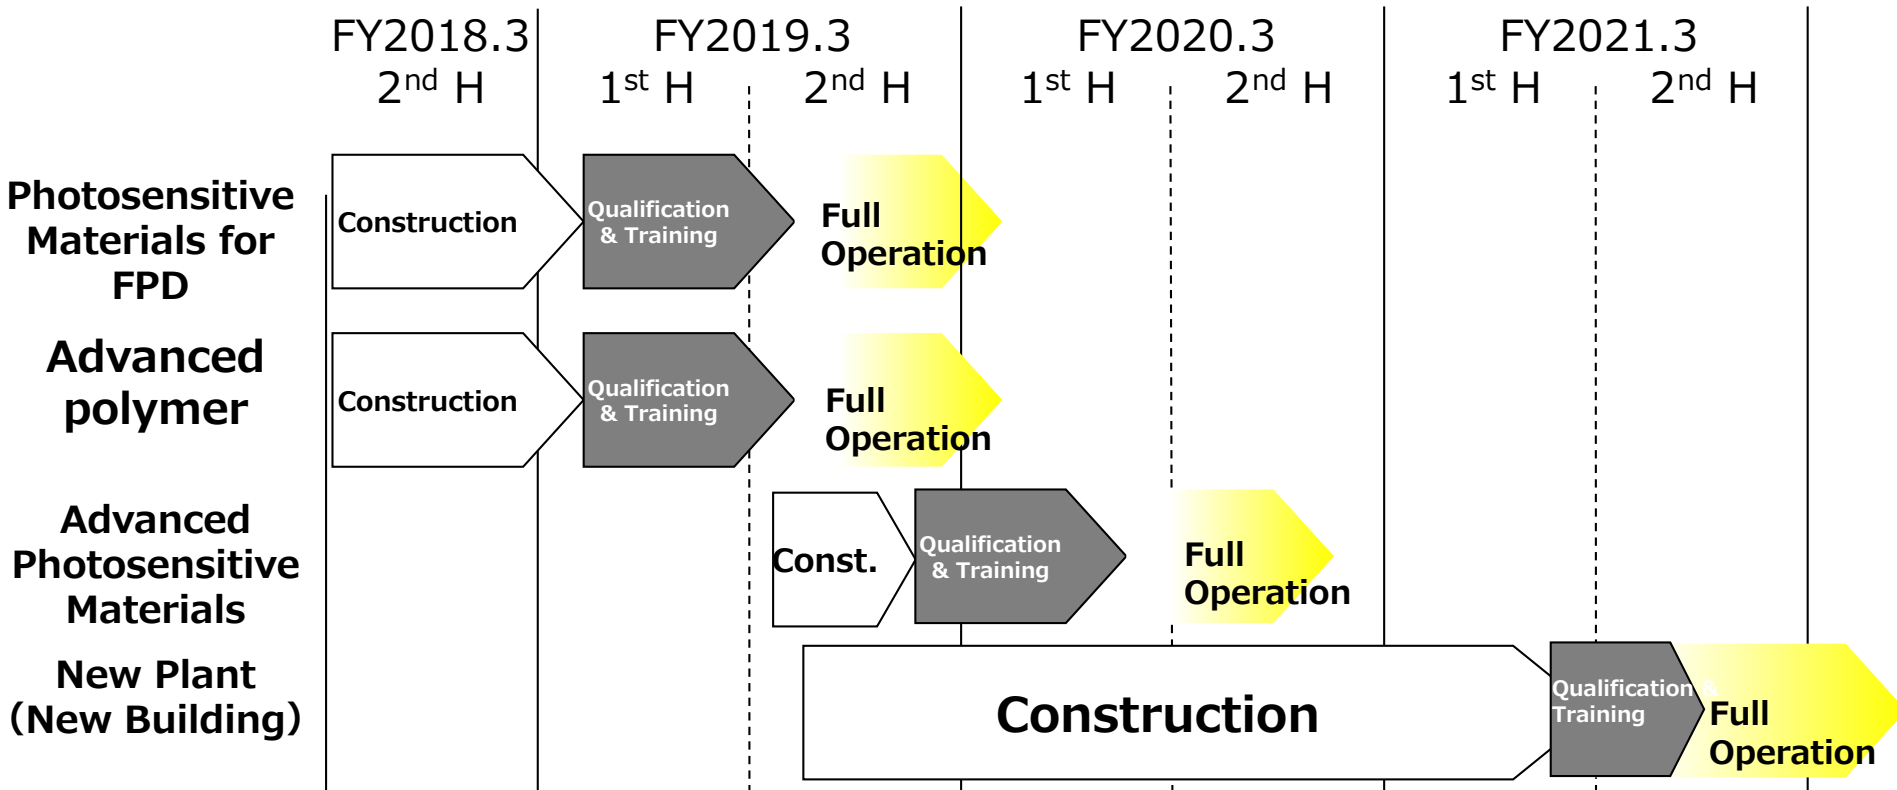 FY2018.3 FY2019.3 FY2020.3 FY2021.3
2nd H 1st H 2nd H 1st H 2nd H 1st H 2nd H
Photosensitive
Materials for
FPD
Construction
Qualification
& Training
Full
Operation
Advanced
polymer
Construction
Qualification
& Training
Full
Operation
Advanced
Photosensitive
Materials
Const.
Qualification
& Training
Full
Operation
New Plant
(New Building)
Construction
Qualification &
Training
Full
Operation